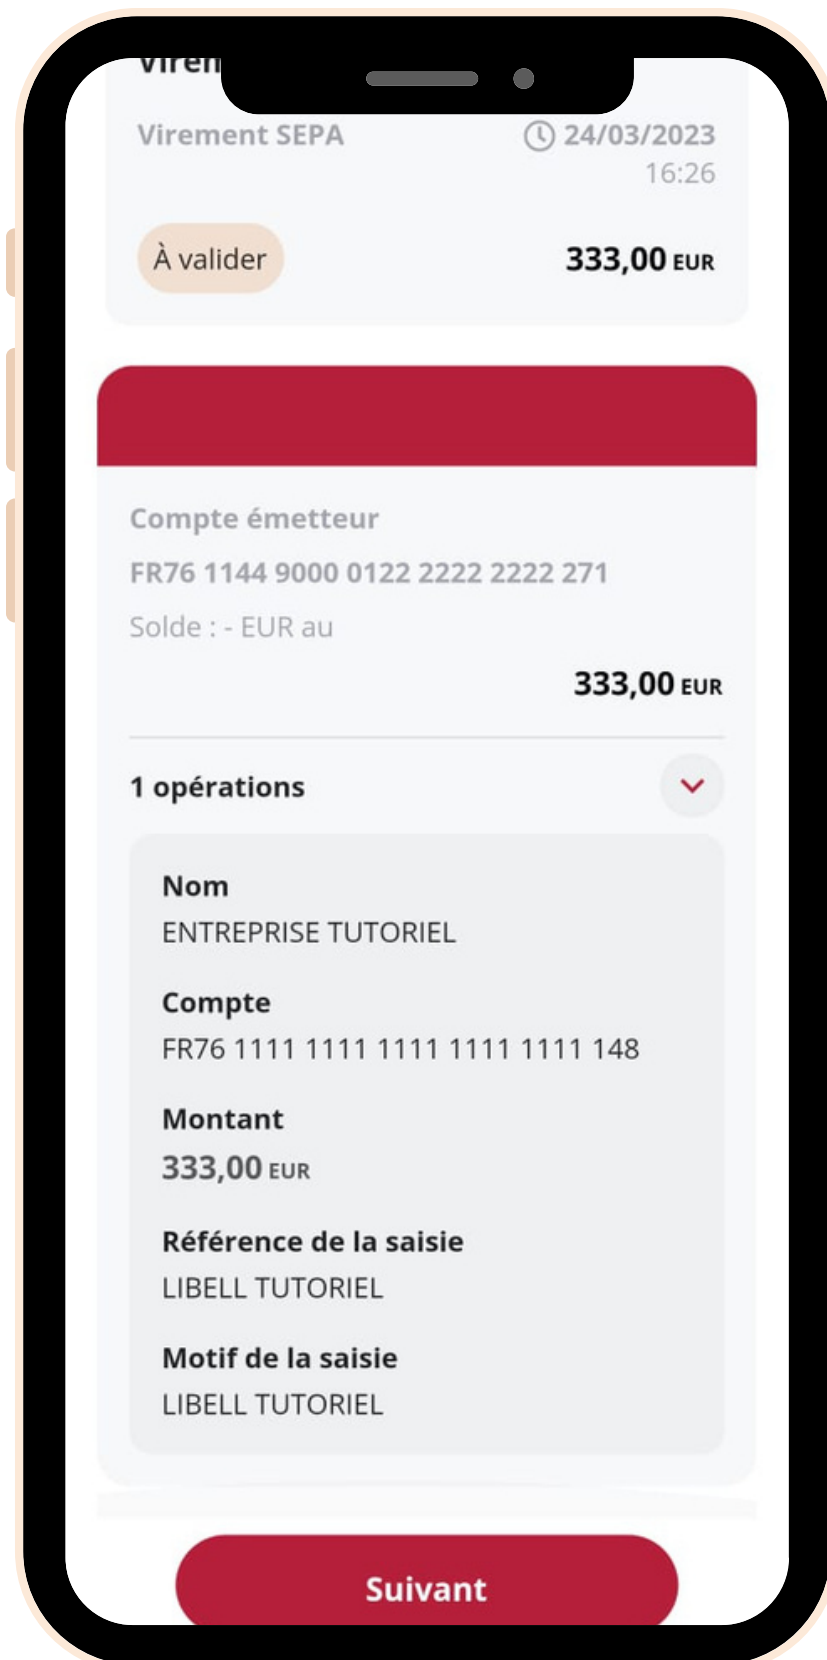 Virement SEPA
24/03/2023
16:26
À valider
333,00 EUR
Compte émetteur
FR76 1144 9000 0122 2222 2222 271
Solde : - EUR au
333,00 EUR
1 opérations
Nom
ENTREPRISE TUTORIEL
Compte
FR76 1111 1111 1111 1111 1111 148
Montant
333,00 EUR
Référence de la saisie
LIBELL TUTORIEL
Motif de la saisie
LIBELL TUTORIEL
Suivant